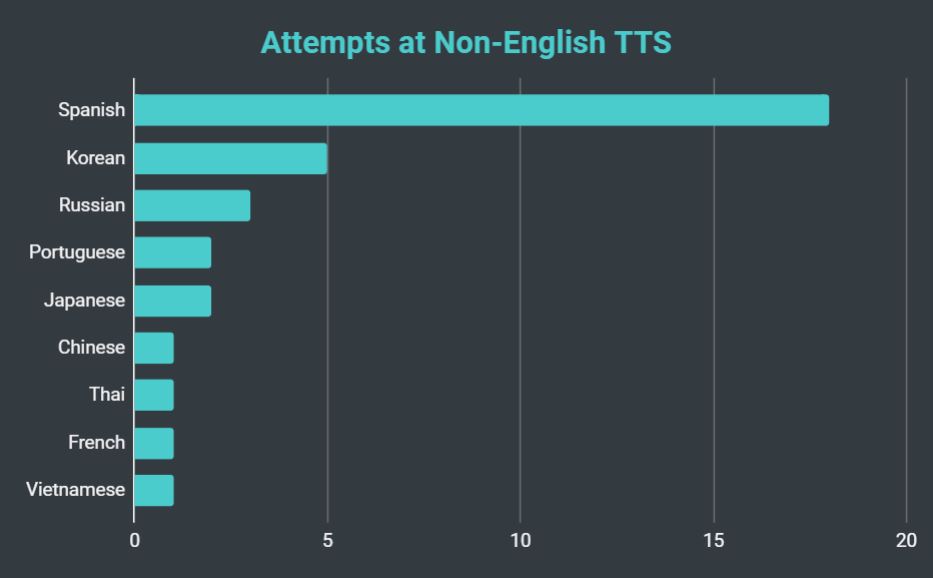 Attempts at Non-English TTS
Spanish
Korean
Russian
Portuguese
Japanese
Chinese
Thai
French
Vietnamese
0 5 10 15 20